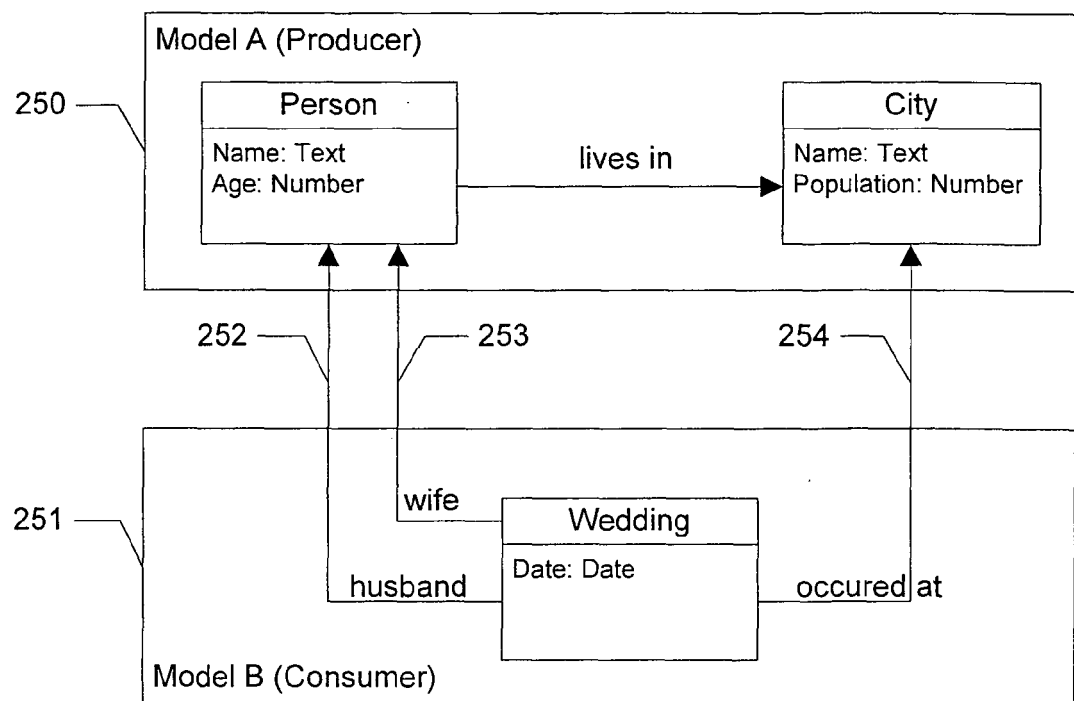 Model A (Producer)
250
Person
Name: Text
Age: Number
lives in
City
Name: Text
Population: Number
252
253
254
251
wife
husband
Wedding
Date: Date
occured at
Model B (Consumer)